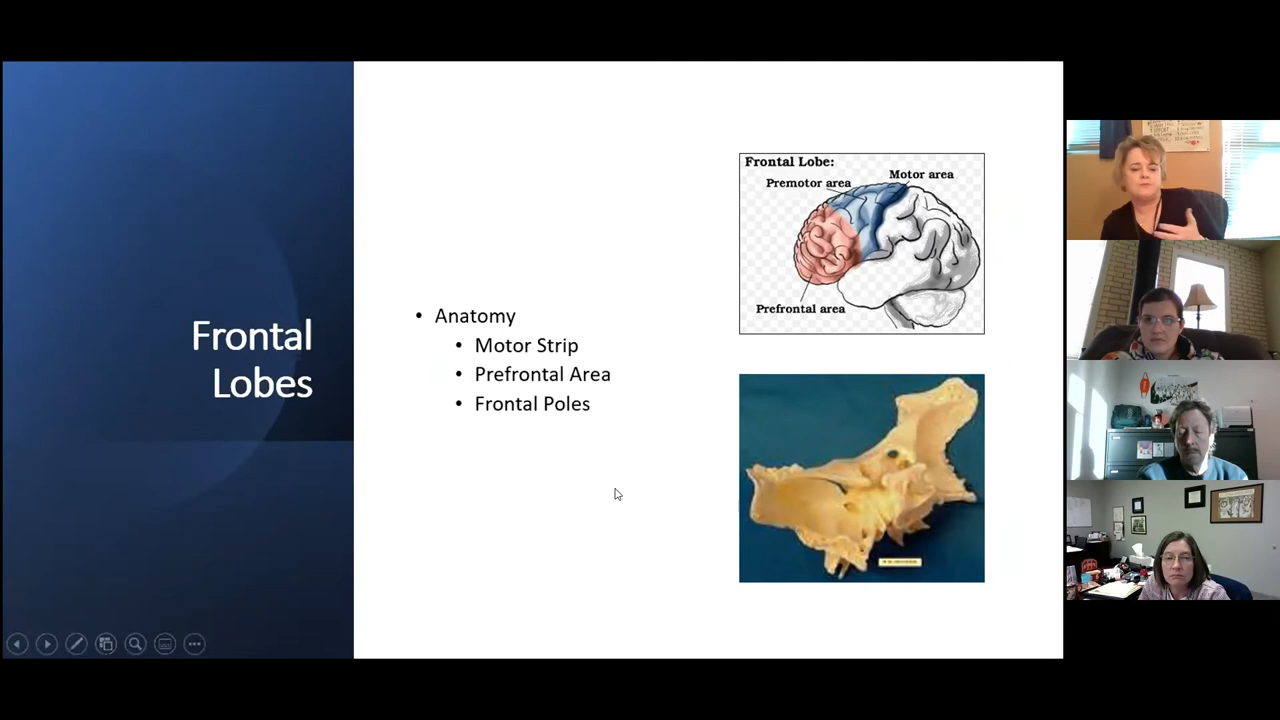 Frontal
Lobes
• Anatomy
• Motor Strip
• Prefrontal Area
• Frontal Poles
Frontal Lobe:
Motor area
Premotor area
Prefrontal area